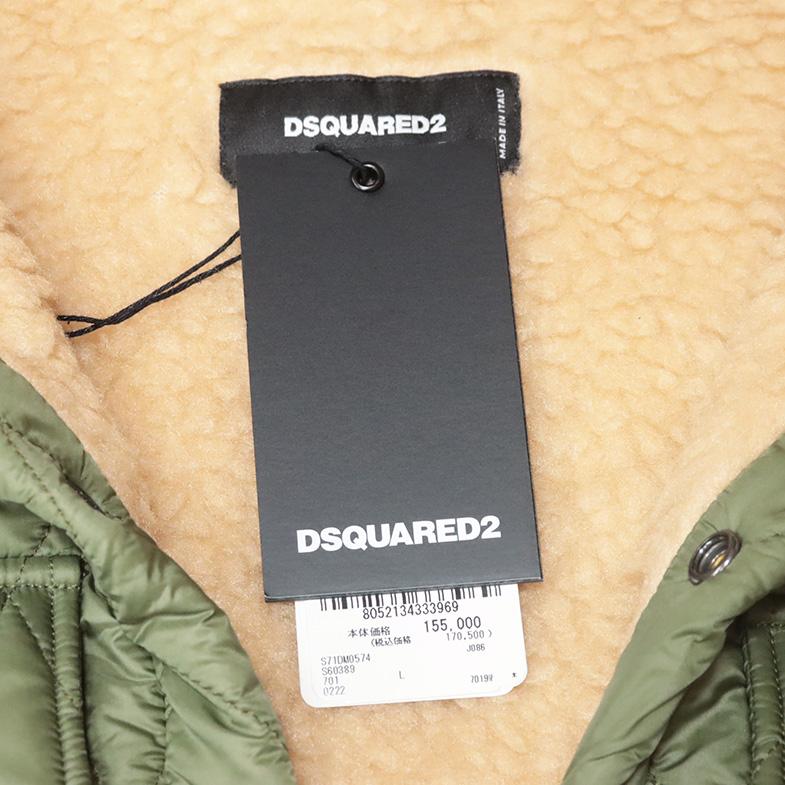 DSQUARED2
MADE IN ITALY
DSQUARED2
8052134333969
本体価格 155,000
(税込価格 170,500)
J086
S71DM0574
S60389
701 L 7019W *
0222